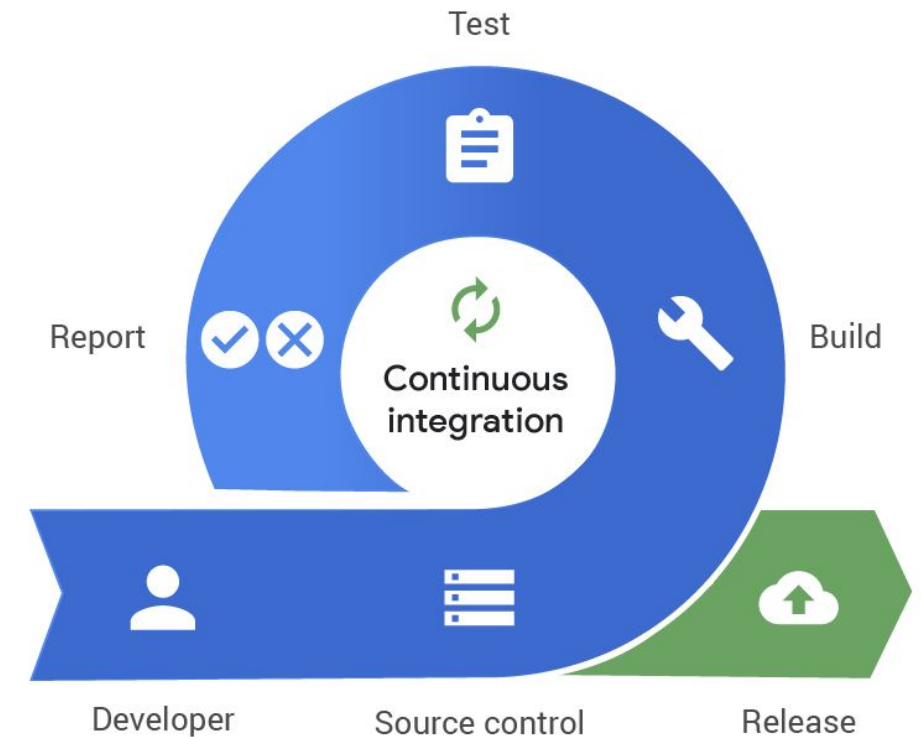 Test
Report
Continuous
integration
Build
Developer
Source control
Release